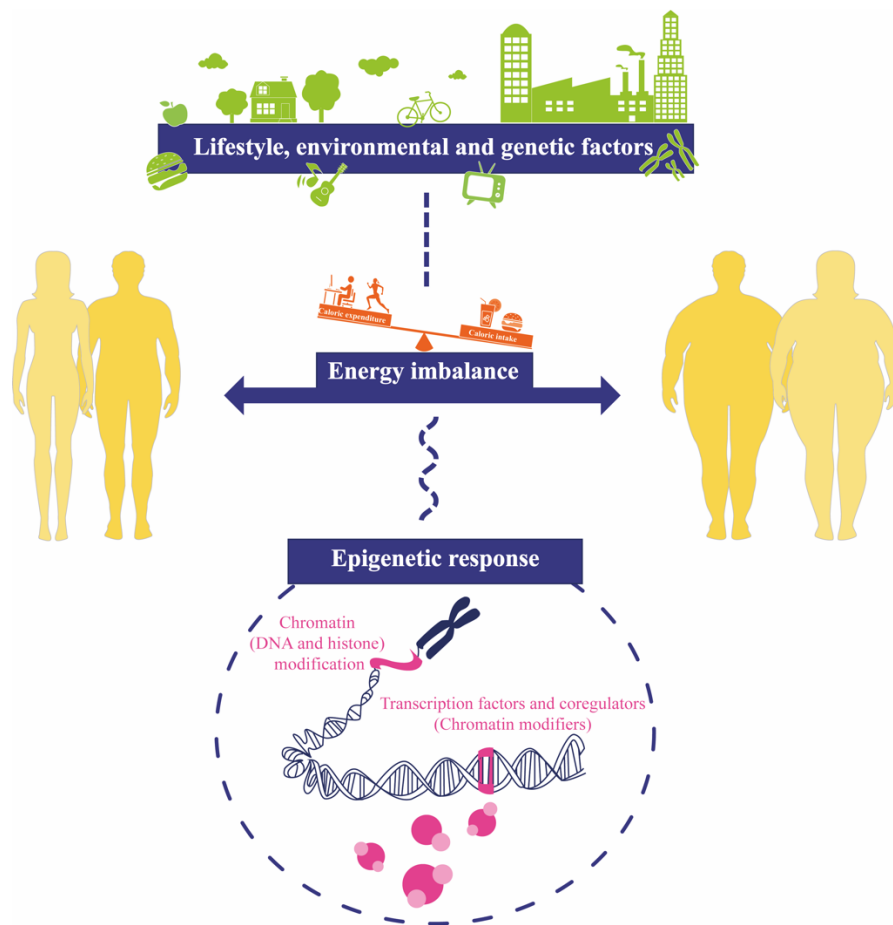 Lifestyle, environmental and genetic factors
Caloric expenditure
Caloric intake
Energy imbalance
Epigenetic response
Chromatin
(DNA and histone)
modification
Transcription factors and coregulators
(Chromatin modifiers)